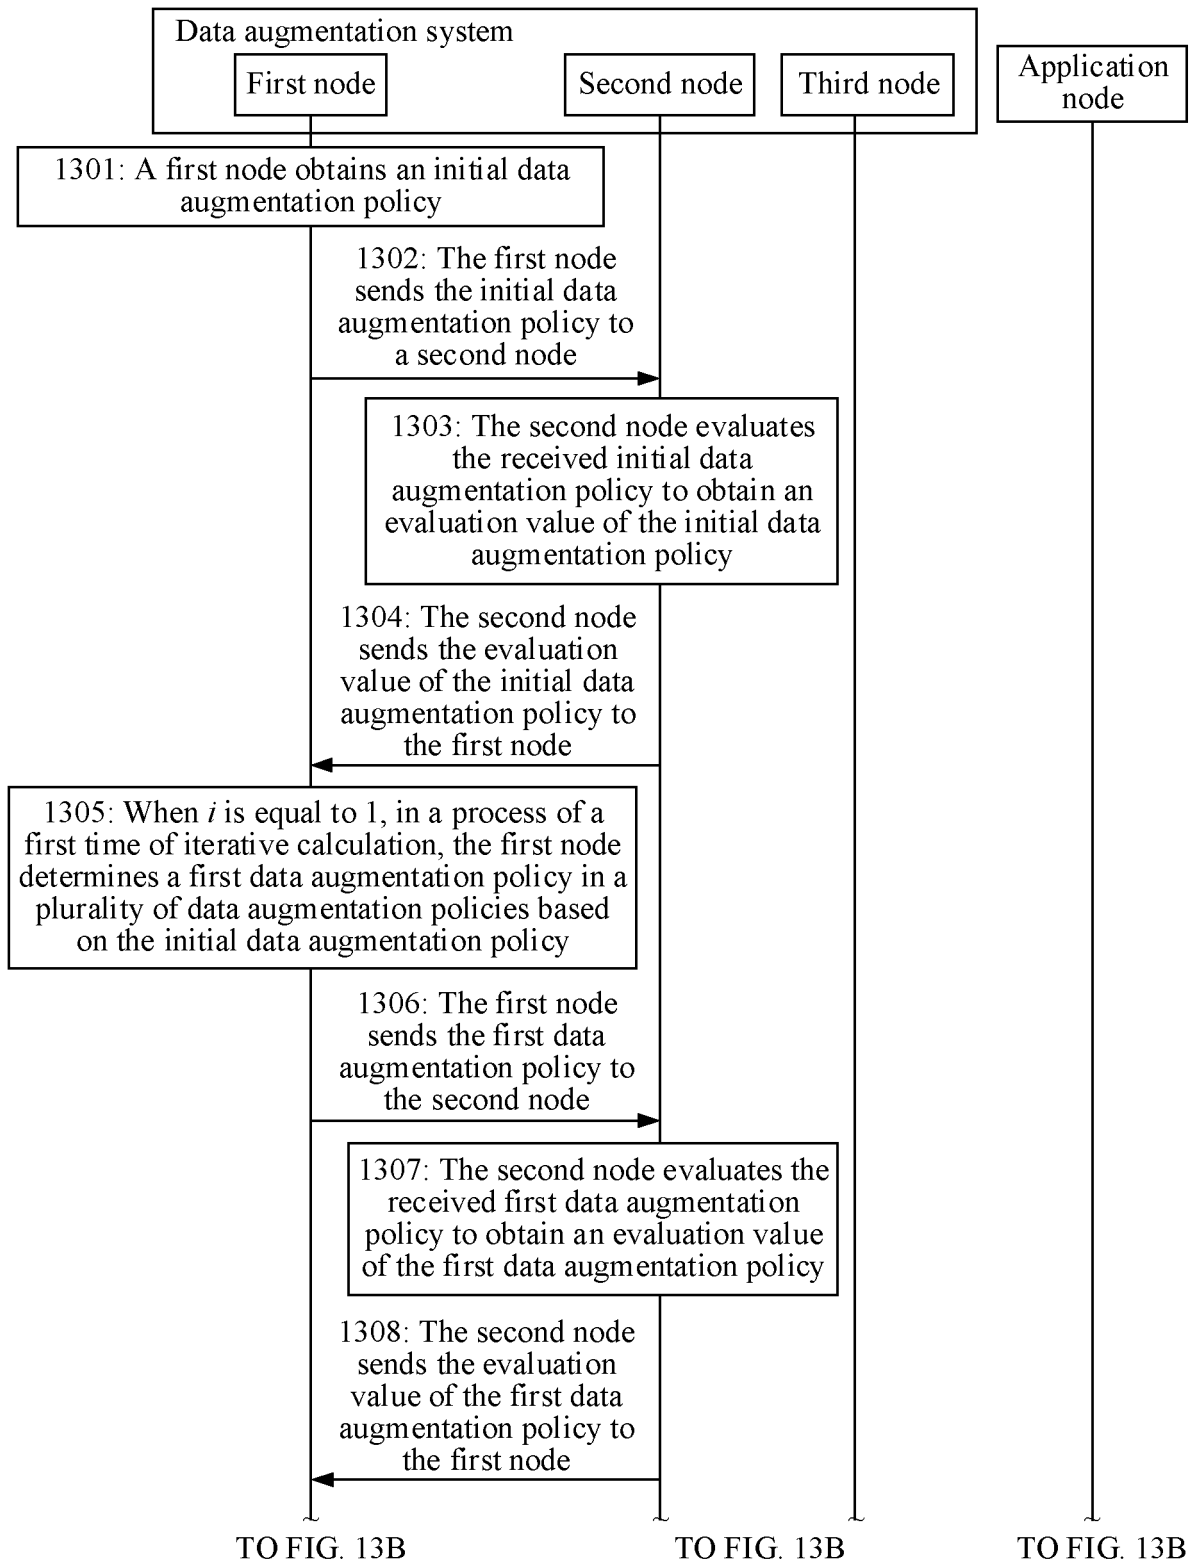 Data augmentation system
First node
Second node
Third node
Application
node
1301: A first node obtains an initial data
augmentation policy
1302: The first node
sends the initial data
augmentation policy to
a second node
1303: The second node evaluates
the received initial data
augmentation policy to obtain an
evaluation value of the initial data
augmentation policy
1304: The second node
sends the evaluation
value of the initial data
augmentation policy to
the first node
1305: When i is equal to 1, in a process of a
first time of iterative calculation, the first node
determines a first data augmentation policy in a
plurality of data augmentation policies based
on the initial data augmentation policy
1306: The first node
sends the first data
augmentation policy to
the second node
1307: The second node evaluates the
received first data augmentation
policy to obtain an evaluation value
of the first data augmentation policy
1308: The second node
sends the evaluation
value of the first data
augmentation policy to
the first node
TO FIG. 13B
TO FIG. 13B
TO FIG. 13B